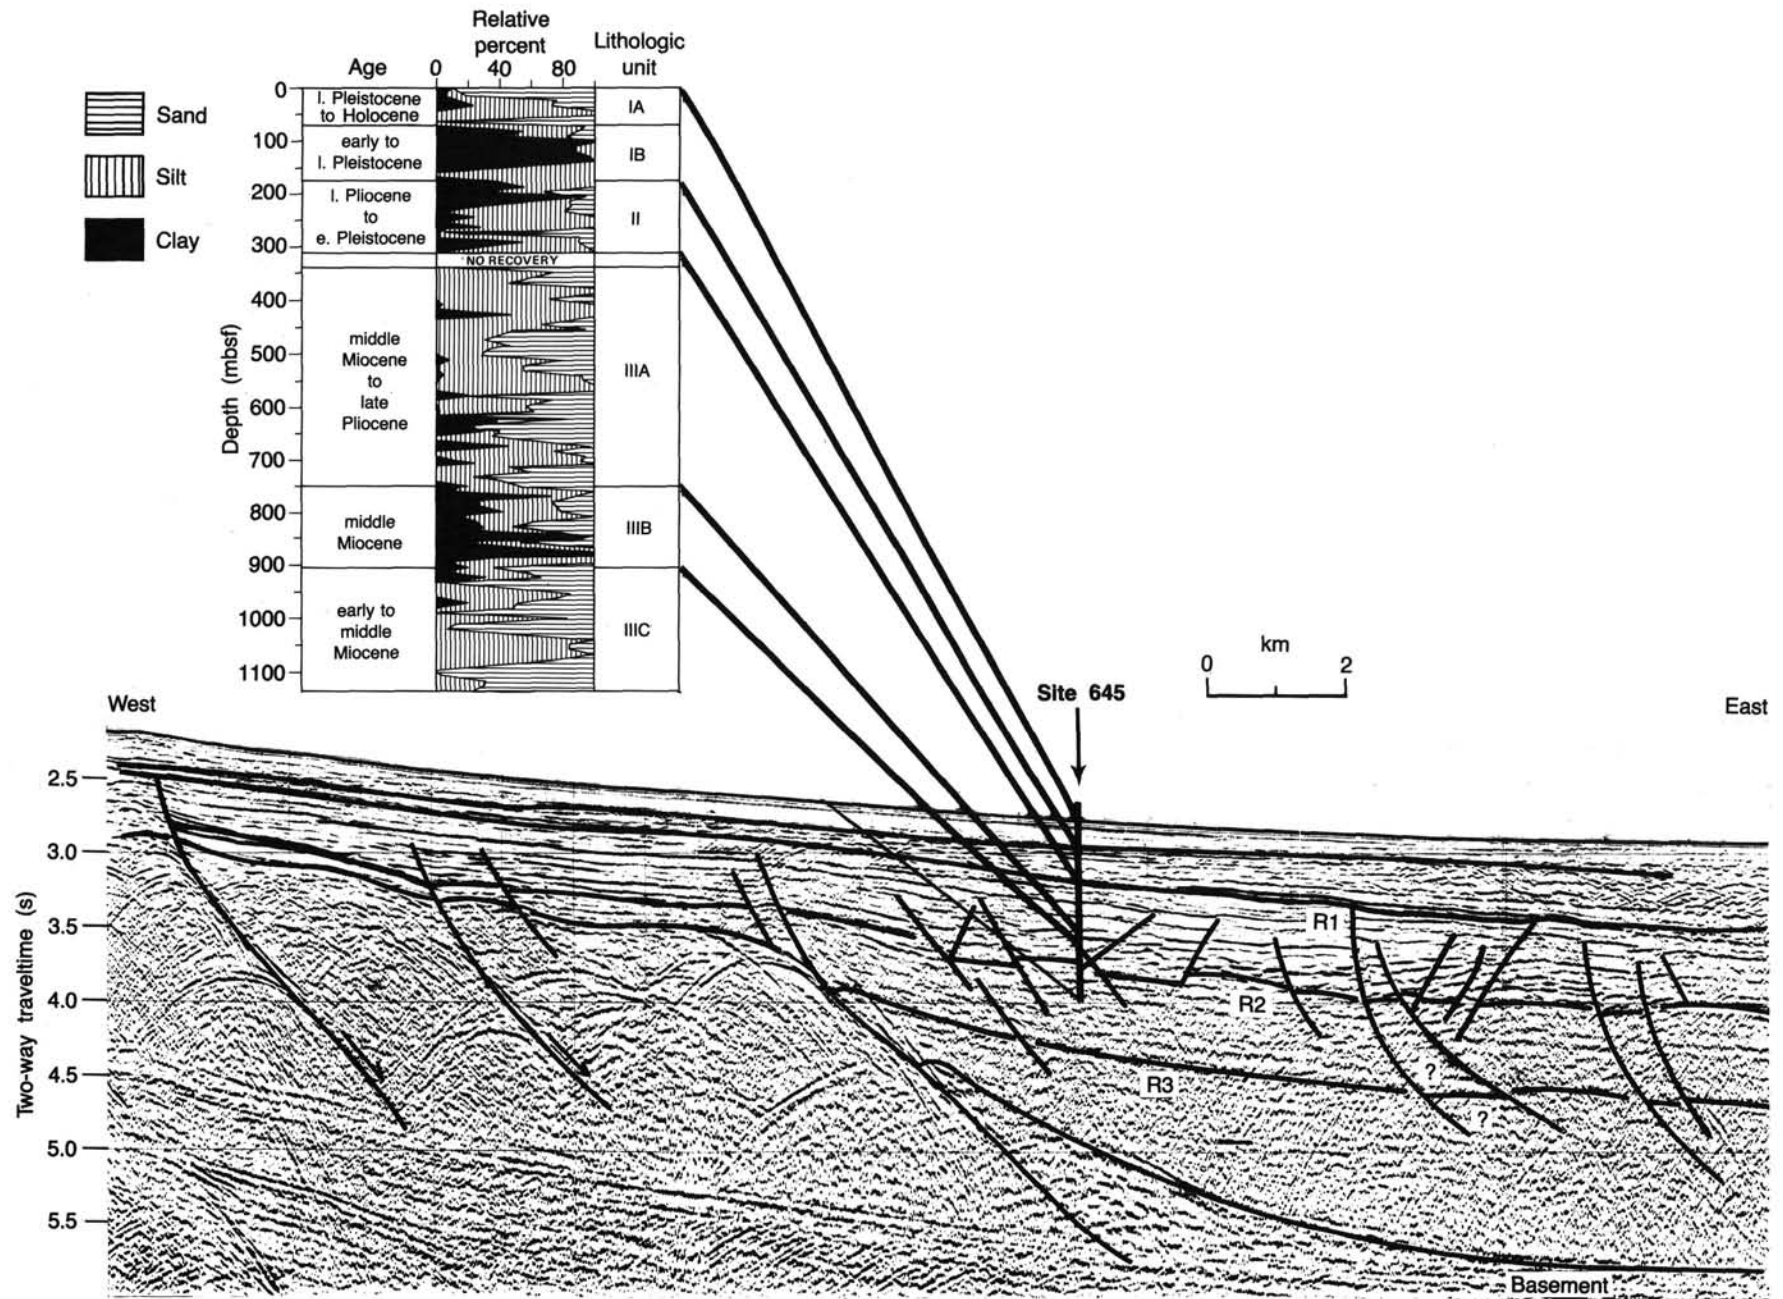 Relative
percent
Lithologic
unit
Age
0 40 80
Sand
Silt
Clay
Depth (mbsf)
0
100
200
300
400
500
600
700
800
900
1000
1100
l. Pleistocene
to Holocene
IA
early to
l. Pleistocene
IB
l. Pliocene
to
e. Pleistocene
II
NO RECOVERY
middle
Miocene
to
late
Pliocene
IIIA
middle
Miocene
IIIB
early to
middle
Miocene
IIIC
km
0 2
Site 645
West
East
Two-way traveltime (s)
2.5
3.0
3.5
4.0
4.5
5.0
5.5
R1
R2
R3
?
?
Basement